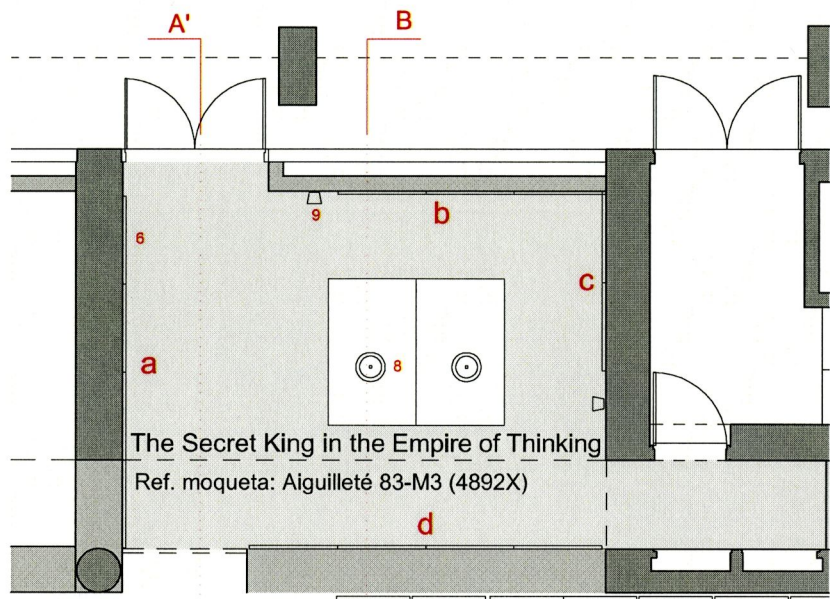 A'
B
9
b
6
c
a
8
The Secret King in the Empire of Thinking
Ref. moqueta: Aiguilleté 83-M3 (4892X)
d